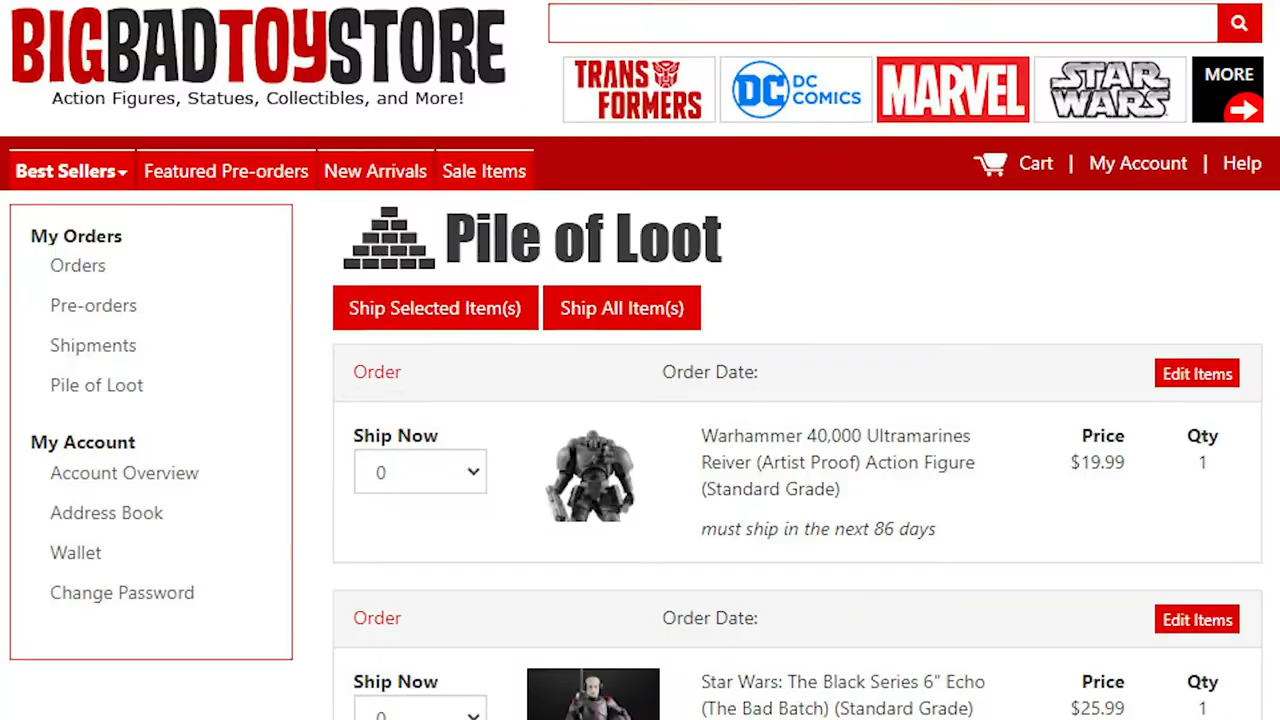 BIGBADTOYSTORE
Action Figures, Statues, Collectibles, and More!
TRANSFORMERS
DC DC COMICS
MARVEL
STAR WARS
MORE
Best Sellers
Featured Pre-orders
New Arrivals
Sale Items
Cart | My Account | Help
My Orders
Orders
Pre-orders
Shipments
Pile of Loot
My Account
Account Overview
Address Book
Wallet
Change Password
Pile of Loot
Ship Selected Item(s)
Ship All Item(s)
Order
Order Date:
Edit Items
Ship Now
0
Warhammer 40,000 Ultramarines
Reiver (Artist Proof) Action Figure
(Standard Grade)
must ship in the next 86 days
Price
$19.99
Qty
1
Order
Order Date:
Edit Items
Ship Now
0
Star Wars: The Black Series 6" Echo
(The Bad Batch) (Standard Grade)
Price
$25.99
Qty
1